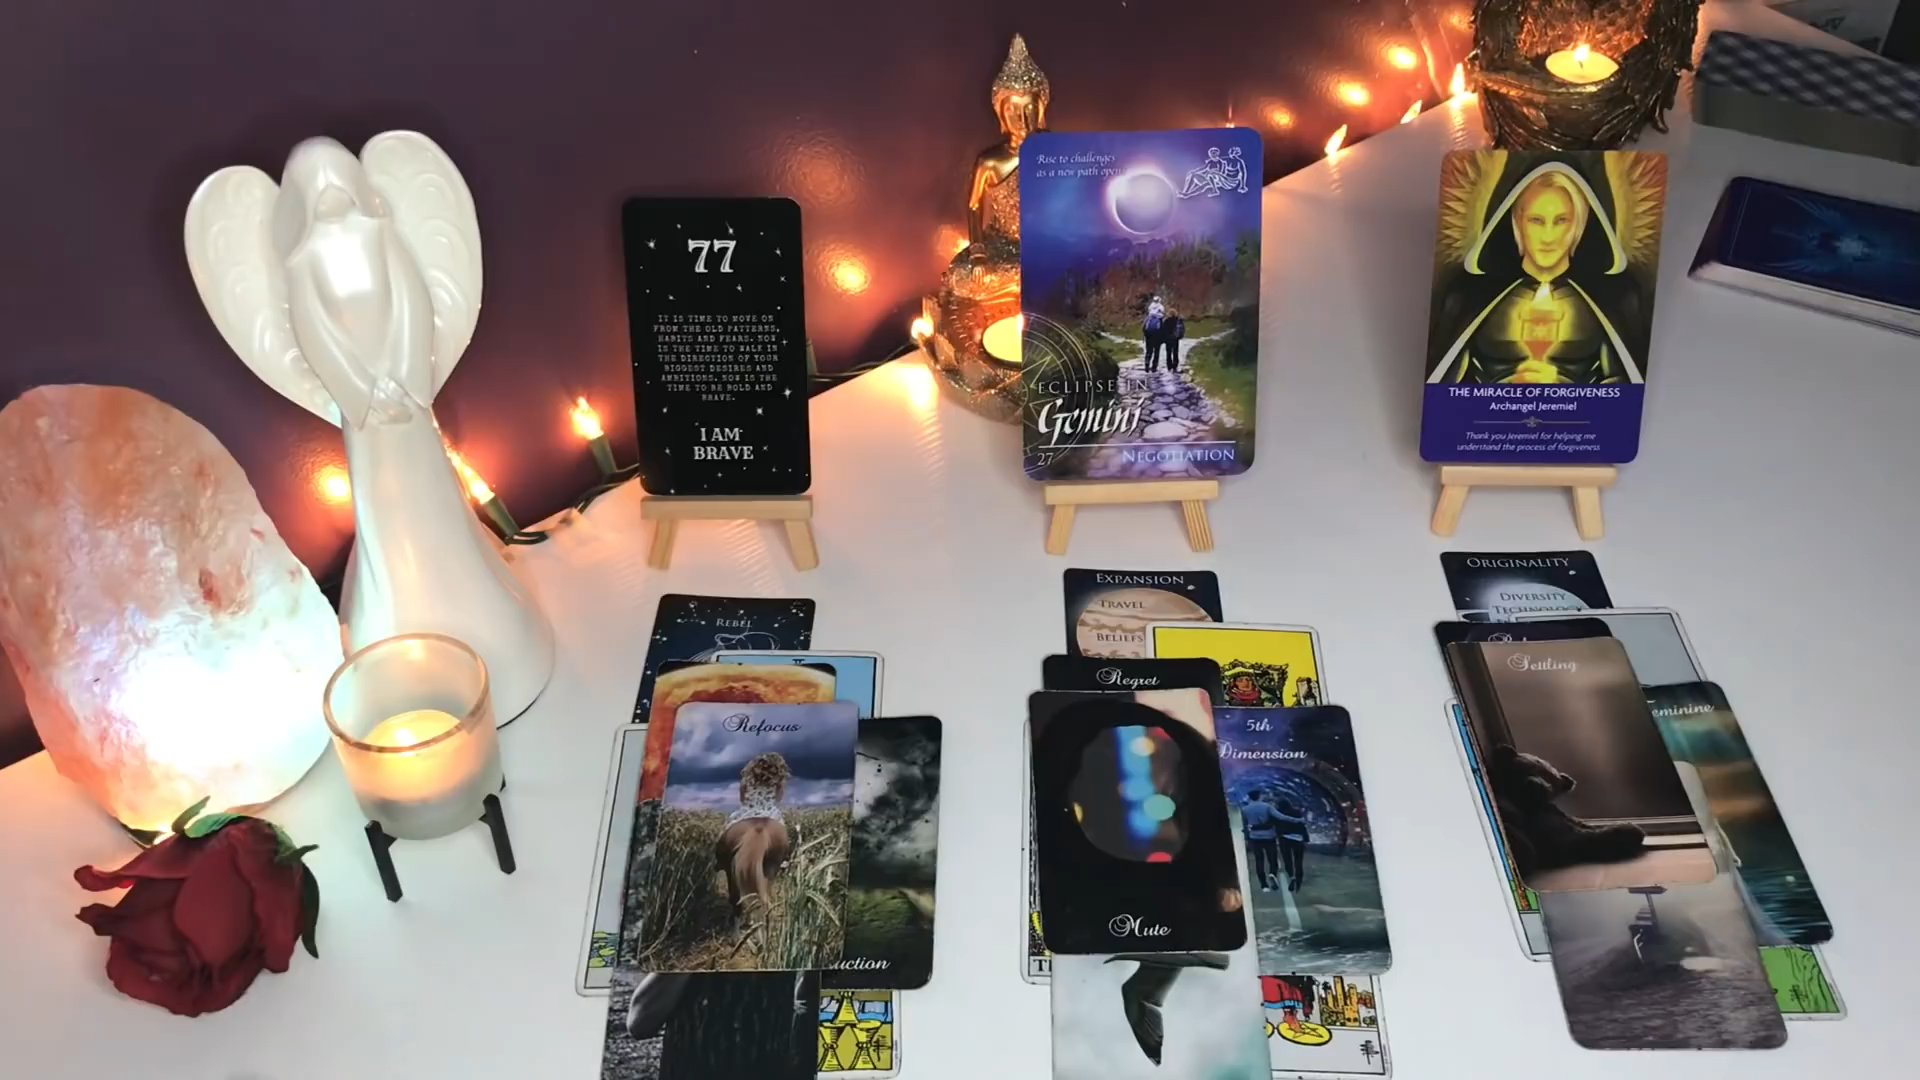 77
IT IS TIME TO MOVE ON
FROM THE OLD PATTERNS,
HABITS AND FEARS. NOW
IS THE TIME TO WALK IN
THE DIRECTION OF YOUR
BIGGEST DESIRES AND
AMBITIONS. NOW IS THE
TIME TO BE BOLD AND
BRAVE.
I AM
BRAVE
Rise to challenges
as a new path opens
ECLIPSE IN
Gemini
27
NEGOTIATION
THE MIRACLE OF FORGIVENESS
Archangel Jeremiel
Thank you Jeremiel for helping me
understand the process of forgiveness
REBEL
Refocus
uction
EXPANSION
TRAVEL
BELIEFS
Regret
Mute
5th
Dimension
ORIGINALITY
DIVERSITY
TECHNOLOGY
Settling
eminine